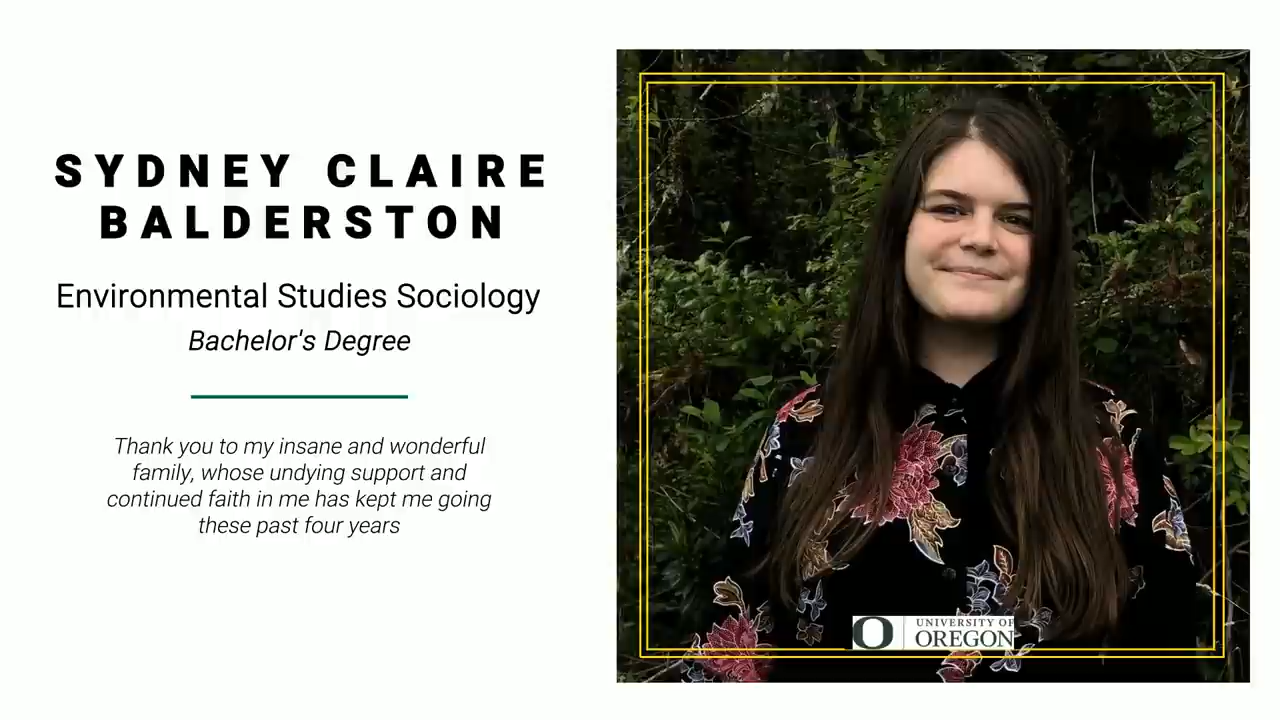 SYDNEY CLAIRE
BALDERSTON
Environmental Studies Sociology
Bachelor's Degree
Thank you to my insane and wonderful
family, whose undying support and
continued faith in me has kept me going
these past four years
O
UNIVERSITY OF
OREGON